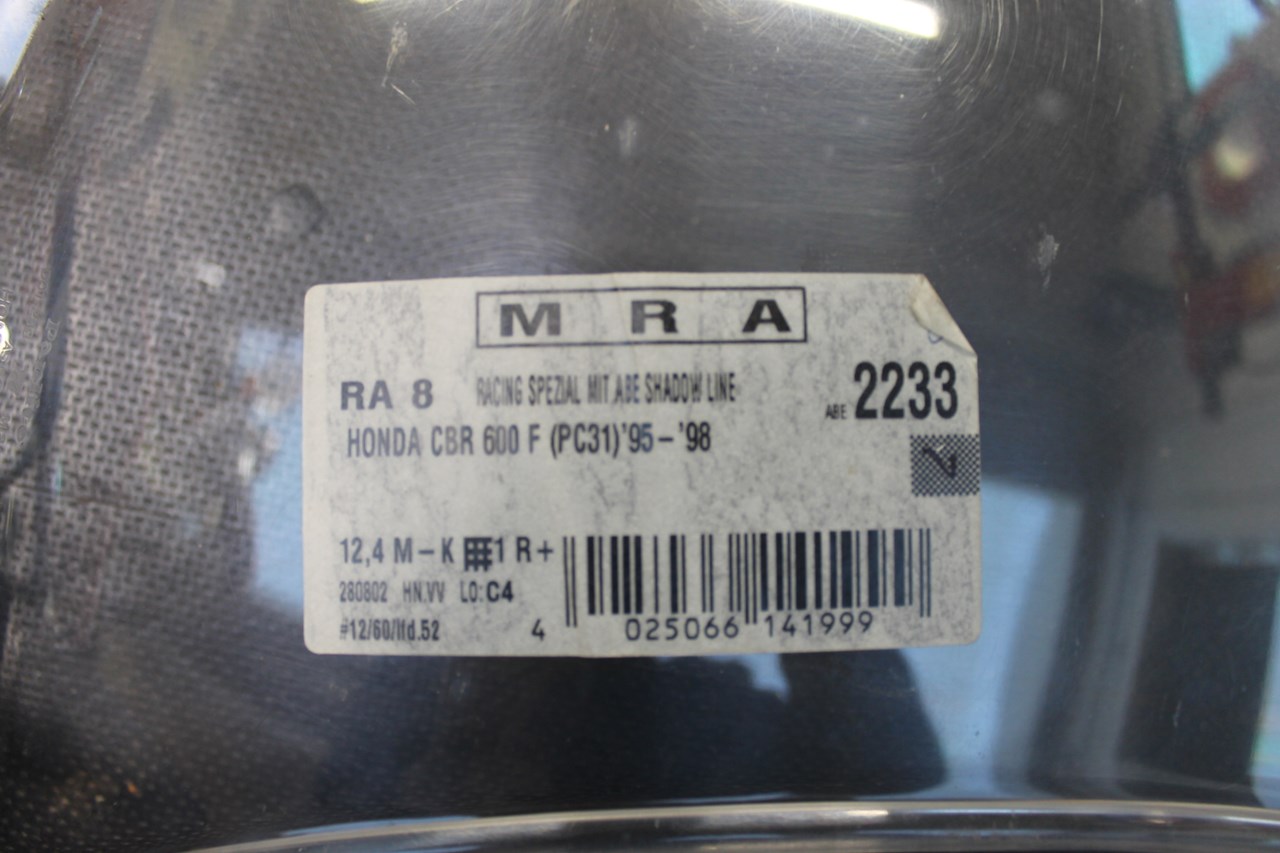 M R A
RA 8 RACING SPEZIAL MIT ABE SHADOW LINE ABE 2233
HONDA CBR 600 F (PC31)'95-'98
N
12,4 M-K 1 R+
280802 HN.VV LO:C4
#12/60/lfd.52
4 025066 141999